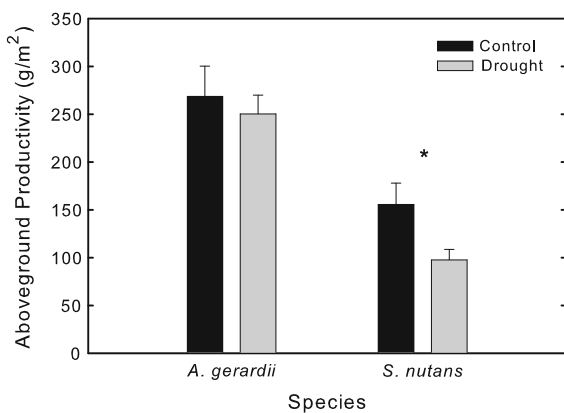 Aboveground Productivity (g/m²)
350
300
250
200
150
100
50
0
Control
Drought
*
A. gerardii
S. nutans
Species